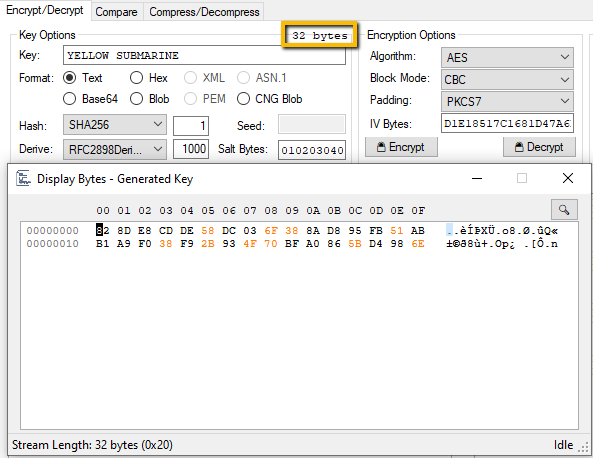 Encrypt/Decrypt Compare Compress/Decompress
Key Options 32 bytes Encryption Options
Key: YELLOW SUBMARINE Algorithm: AES
Format: Text Hex XML ASN.1 Block Mode: CBC
Base64 Blob PEM CNG Blob Padding: PKCS7
Hash: SHA256 1 Seed: IV Bytes: D1E18517C1681D47A6
Derive: RFC2898Deri... 1000 Salt Bytes: 010203040 Encrypt Decrypt
Display Bytes - Generated Key
00 01 02 03 04 05 06 07 08 09 0A 0B 0C 0D 0E 0F
00000000 82 8D E8 CD DE 58 DC 03 6F 38 8A D8 95 FB 51 AB ..èÍÞXÜ.o8.Ø.ûQ«
00000010 B1 A9 F0 38 F9 2B 93 4F 70 BF A0 86 5B D4 98 6E ±©ð8ù+.Op¿ .[Ô.n
Stream Length: 32 bytes (0x20) Idle